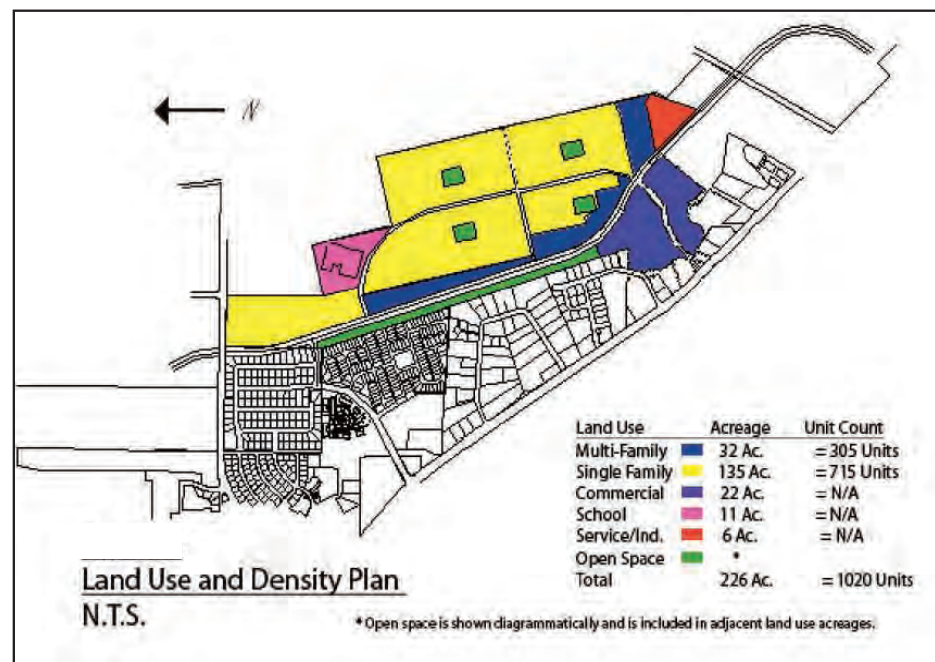 N
Land Use Acreage Unit Count
Multi-Family 32 Ac. = 305 Units
Single Family 135 Ac. = 715 Units
Commercial 22 Ac. = N/A
School 11 Ac. = N/A
Service/Ind. 6 Ac. = N/A
Open Space *
Total 226 Ac. = 1020 Units
Land Use and Density Plan
N.T.S.
* Open space is shown diagrammatically and is included in adjacent land use acreages.